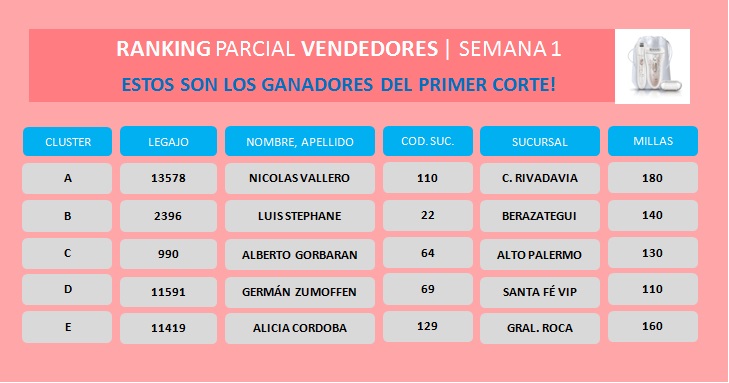 RANKING PARCIAL VENDEDORES | SEMANA 1
ESTOS SON LOS GANADORES DEL PRIMER CORTE!
CLUSTER LEGAJO NOMBRE, APELLIDO COD. SUC. SUCURSAL MILLAS
A 13578 NICOLAS VALLERO 110 C. RIVADAVIA 180
B 2396 LUIS STEPHANE 22 BERAZATEGUI 140
C 990 ALBERTO GORBARAN 64 ALTO PALERMO 130
D 11591 GERMÁN ZUMOFFEN 69 SANTA FÉ VIP 110
E 11419 ALICIA CORDOBA 129 GRAL. ROCA 160